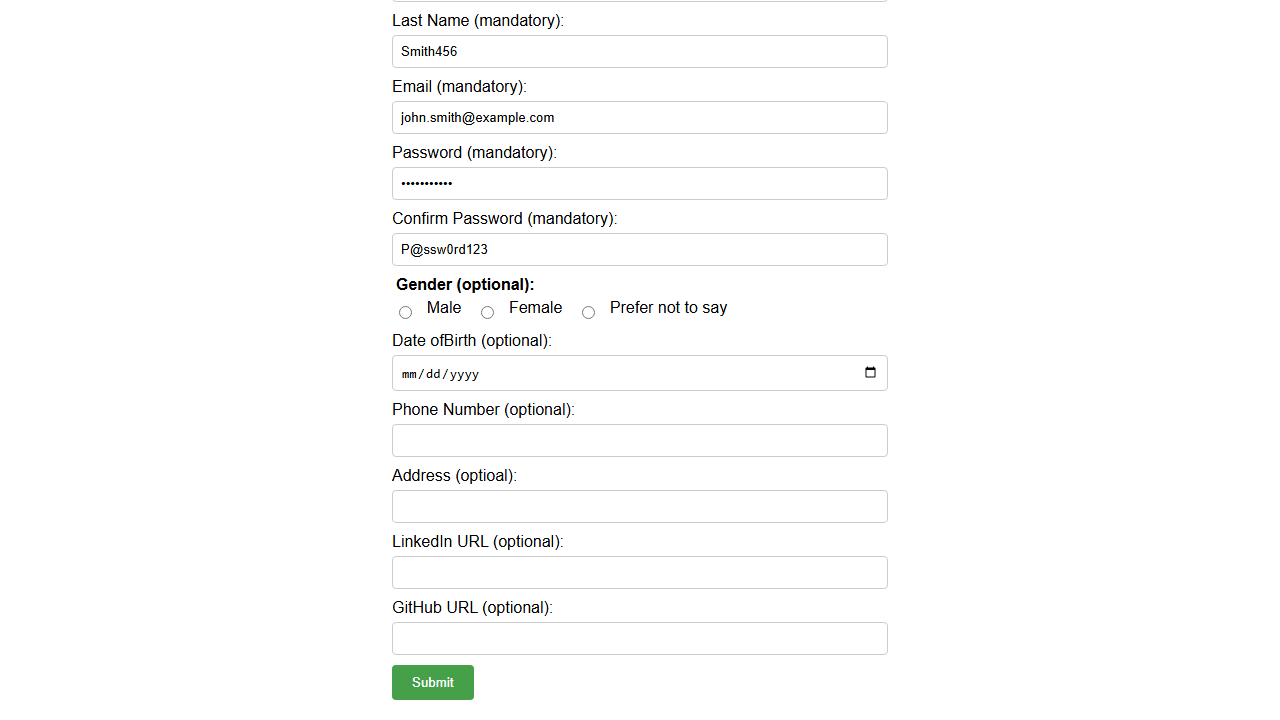 Last Name (mandatory):
Smith456
Email (mandatory):
john.smith@example.com
Password (mandatory):
•••••••••••
Confirm Password (mandatory):
P@ssw0rd123
Gender (optional):
Male Female Prefer not to say
Date ofBirth (optional):
mm/dd/yyyy
Phone Number (optional):
Address (optioal):
LinkedIn URL (optional):
GitHub URL (optional):
Submit